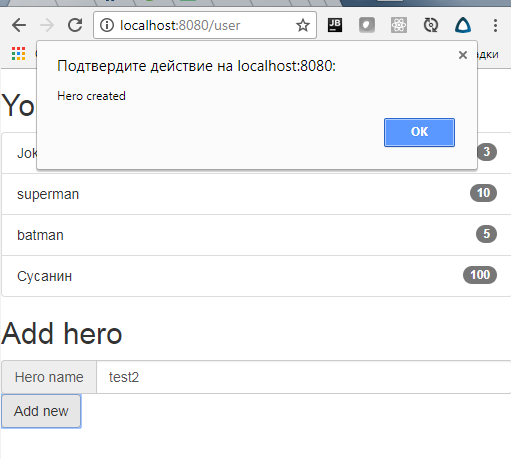 localhost:8080/user
JB
Подтвердите действие на localhost:8080:
Hero created
OK
3
superman
10
batman
5
Сусанин
100
Add hero
Hero name
test2
Add new